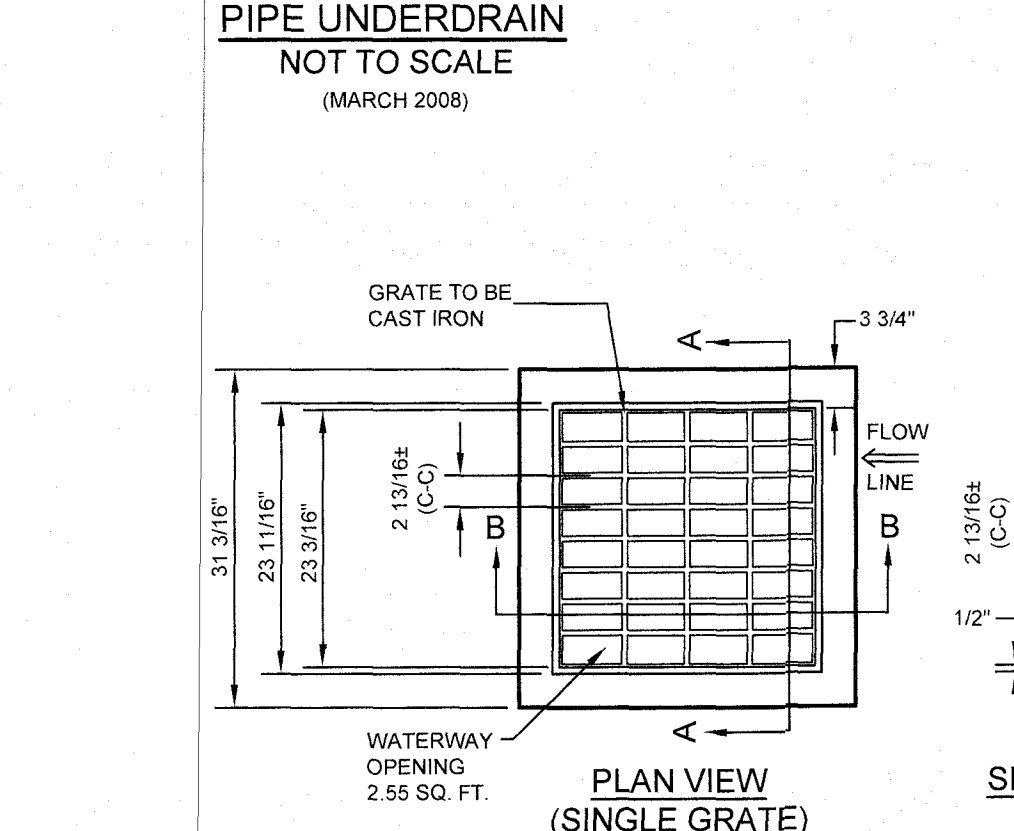 PIPE UNDERDRAIN
NOT TO SCALE
(MARCH 2008)
GRATE TO BE
CAST IRON
A
3 3/4"
FLOW
LINE
2 13/16±
(C-C)
31 3/16"
23 11/16"
23 3/16"
B
B
2 13/16±
(C-C)
1/2"
A
WATERWAY
OPENING
2.55 SQ. FT.
PLAN VIEW
(SINGLE GRATE)